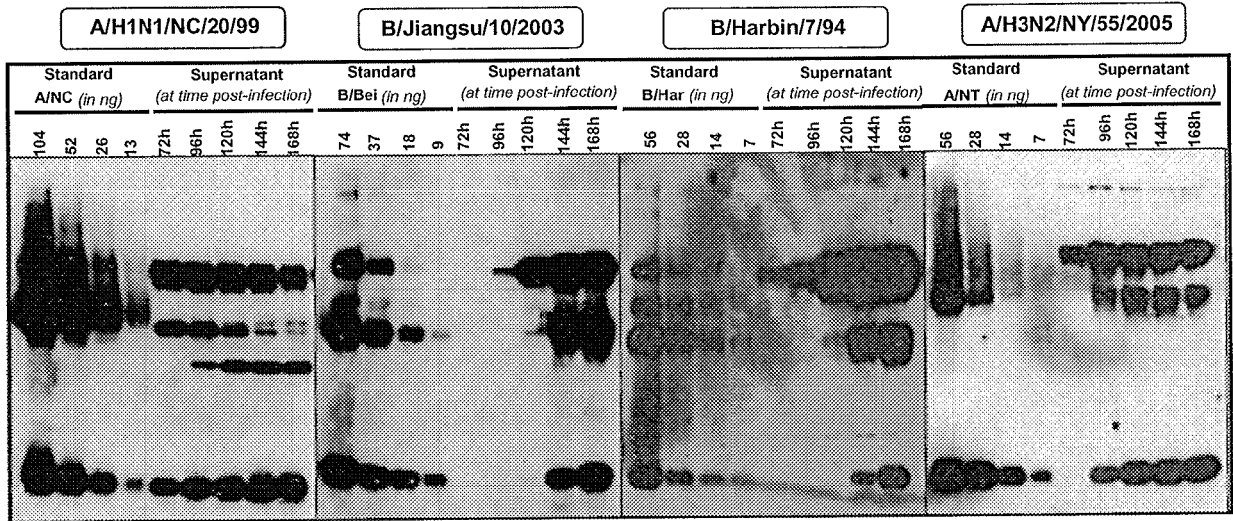 A/H1N1/NC/20/99
B/Jiangsu/10/2003
B/Harbin/7/94
A/H3N2/NY/55/2005
Standard
A/NC (in ng)
Supernatant
(at time post-infection)
Standard
B/Bei (in ng)
Supernatant
(at time post-infection)
Standard
B/Har (in ng)
Supernatant
(at time post-infection)
Standard
A/NT (in ng)
Supernatant
(at time post-infection)
104 52 26 13 72h 96h 120h 144h 168h
74 37 18 9 72h 96h 120h 144h 168h
56 28 14 7 72h 96h 120h 144h 168h
56 28 14 7 72h 96h 120h 144h 168h